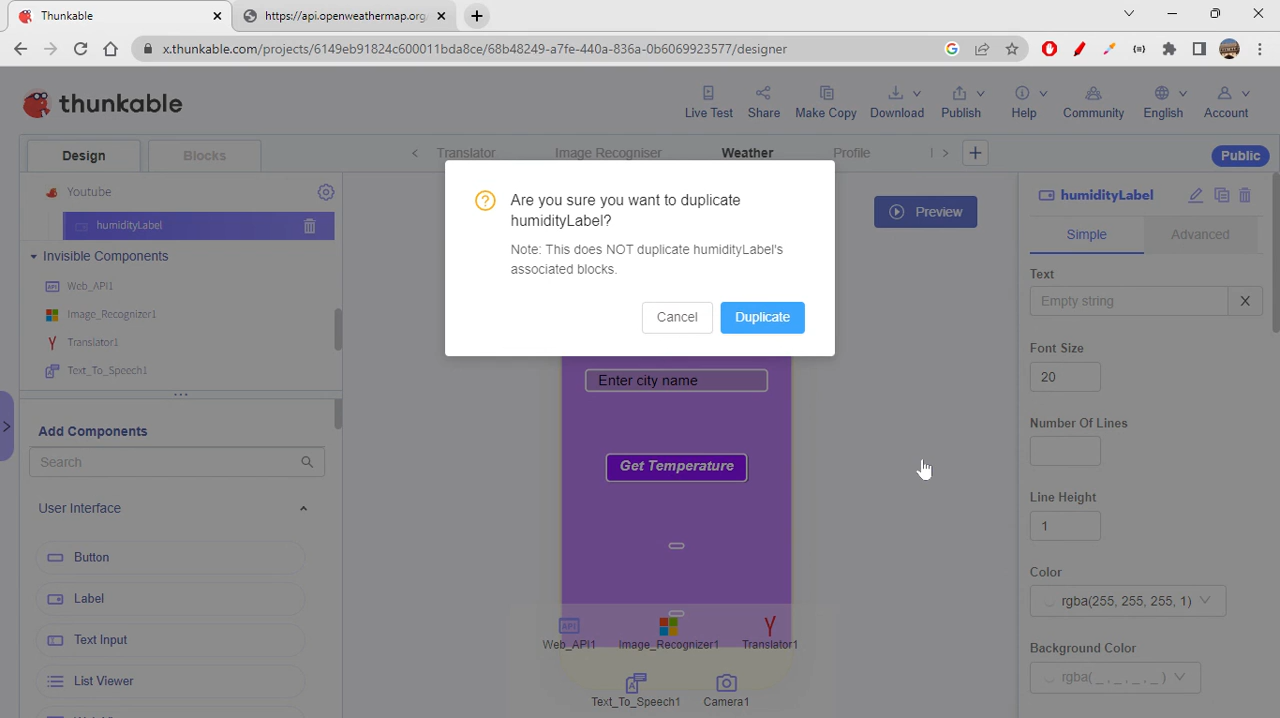 Thunkable
https://api.openweathermap.org
x.thunkable.com/projects/6149eb91824c600011bda8ce/68b48249-a7fe-440a-836a-0b6069923577/designer
thunkable
Live Test
Share
Make Copy
Download
Publish
Help
Community
English
Account
Design
Blocks
Translator
Image Recogniser
Weather
Profile
Public
Youtube
humidityLabel
Invisible Components
Web_API1
Image_Recognizer1
Translator1
Text_To_Speech1
Add Components
Search
User Interface
Button
Label
Text Input
List Viewer
Are you sure you want to duplicate
humidityLabel?
Note: This does NOT duplicate humidityLabel's
associated blocks.
Cancel
Duplicate
Preview
Enter city name
Get Temperature
API
Web_API1
Image_Recognizer1
Translator1
Text_To_Speech1
Camera1
humidityLabel
Simple
Advanced
Text
Empty string
X
Font Size
20
Number Of Lines
Line Height
1
Color
rgba(255, 255, 255, 1)
Background Color
rgba( _ , _ , _ , _ )